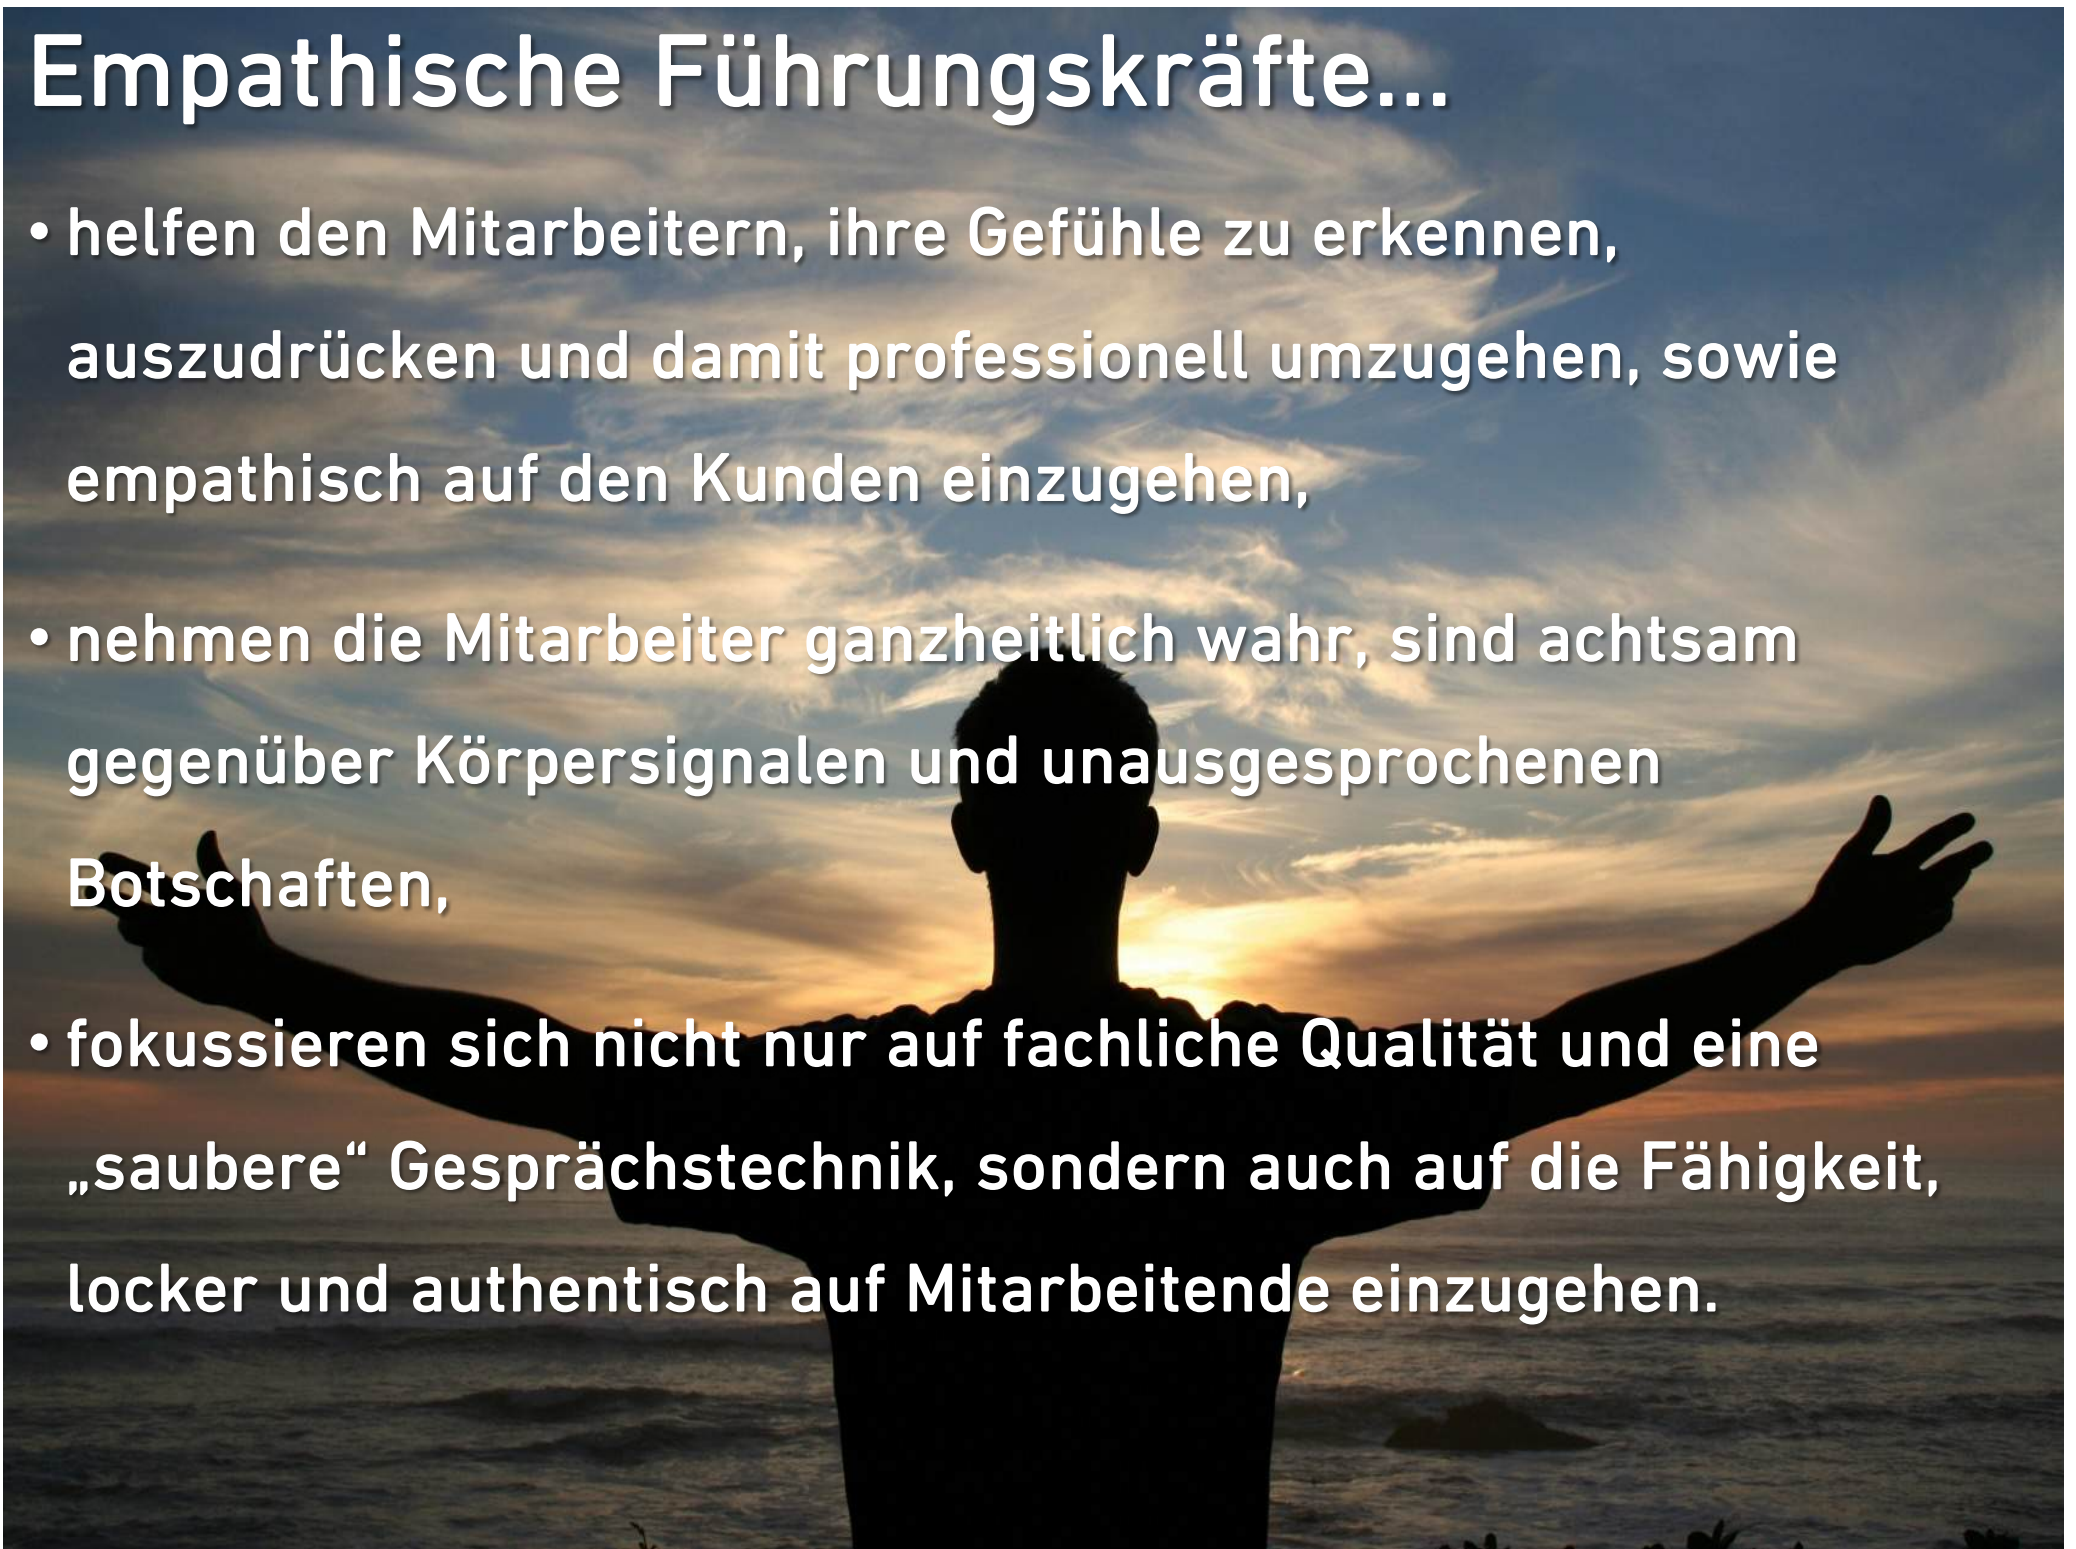 Empathische Führungskräfte...
• helfen den Mitarbeitern, ihre Gefühle zu erkennen,
auszudrücken und damit professionell umzugehen, sowie
empathisch auf den Kunden einzugehen,
• nehmen die Mitarbeiter ganzheitlich wahr, sind achtsam
gegenüber Körpersignalen und unausgesprochenen
Botschaften,
• fokussieren sich nicht nur auf fachliche Qualität und eine
„saubere“ Gesprächstechnik, sondern auch auf die Fähigkeit,
locker und authentisch auf Mitarbeitende einzugehen.